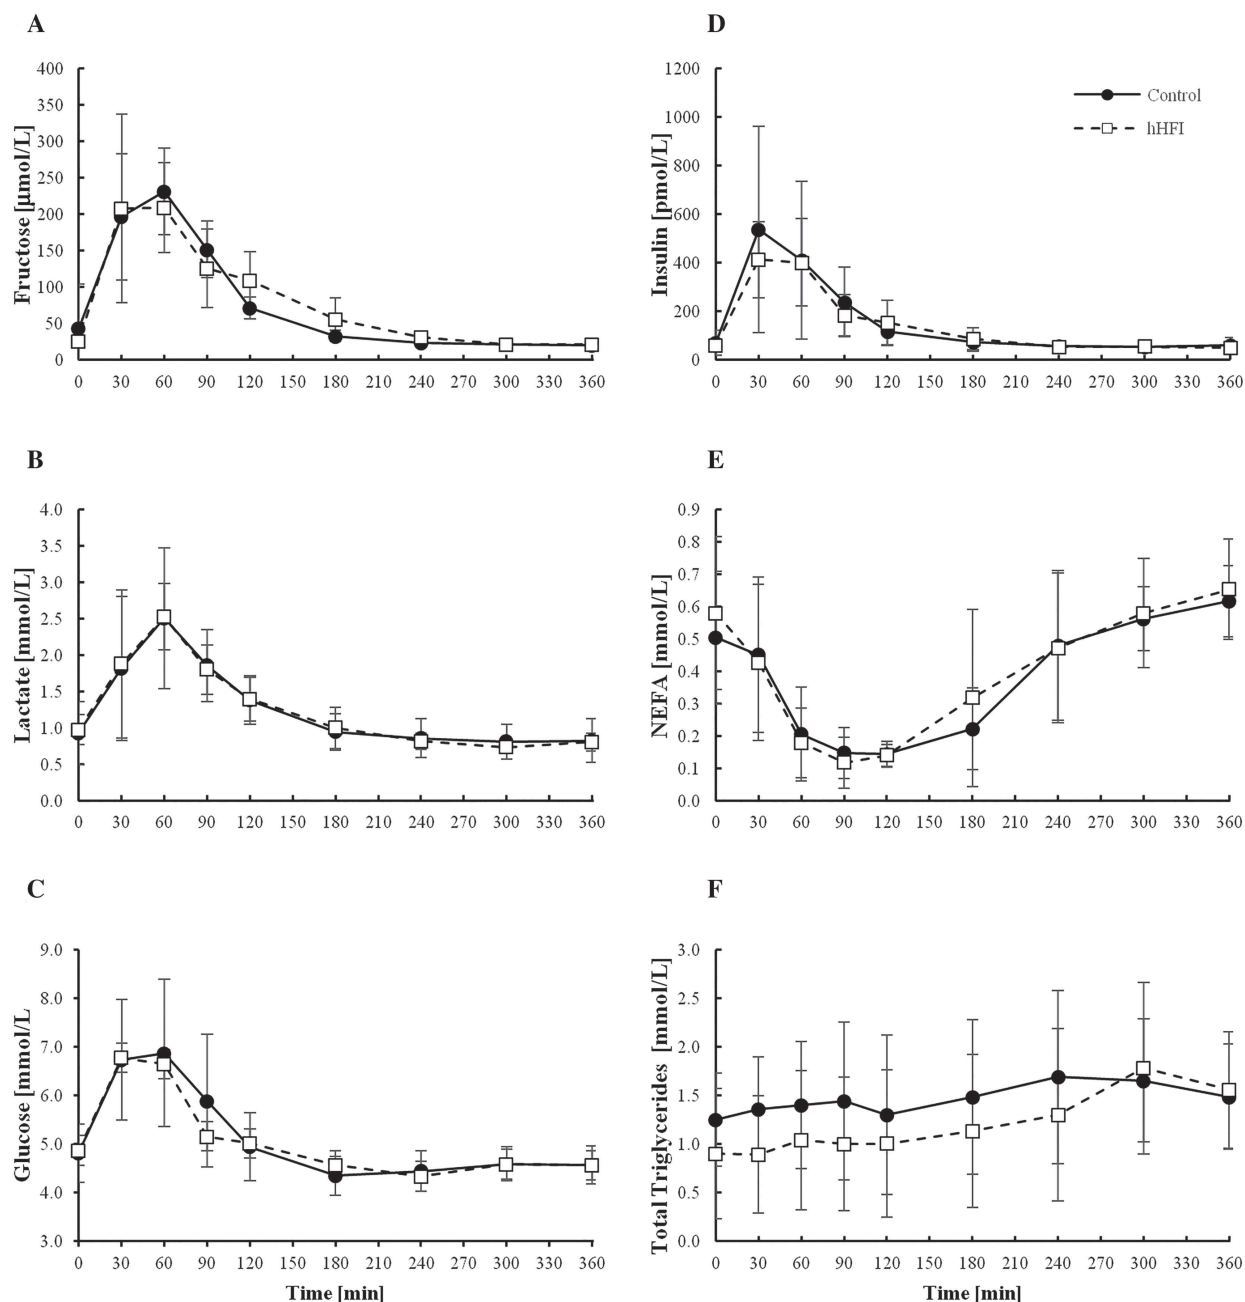 A
400
350
300
250
200
150
100
50
0
Fructose [µmol/L]
0 30 60 90 120 150 180 210 240 270 300 330 360
B
4.0
3.5
3.0
2.5
2.0
1.5
1.0
0.5
0.0
Lactate [mmol/L]
0 30 60 90 120 150 180 210 240 270 300 330 360
C
9.0
8.0
7.0
6.0
5.0
4.0
3.0
Glucose [mmol/L
0 30 60 90 120 150 180 210 240 270 300 330 360
Time [min]
D
1200
1000
800
600
400
200
0
Insulin [pmol/L]
Control
hHFI
0 30 60 90 120 150 180 210 240 270 300 330 360
E
0.9
0.8
0.7
0.6
0.5
0.4
0.3
0.2
0.1
0.0
NEFA [mmol/L]
0 30 60 90 120 150 180 210 240 270 300 330 360
F
3.0
2.5
2.0
1.5
1.0
0.5
0.0
Total Triglycerides [mmol/L]
0 30 60 90 120 150 180 210 240 270 300 330 360
Time [min]